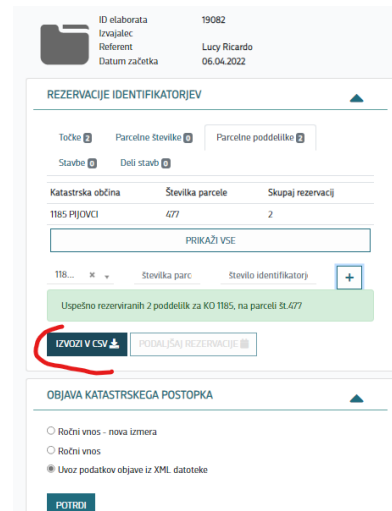 ID elaborata 19082
Izvajalec
Referent Lucy Ricardo
Datum začetka 06.04.2022
REZERVACIJE IDENTIFIKATORJEV
Točke 2 Parcelne številke 0 Parcelne poddelilke 2
Stavbe 0 Deli stavb 0
Katastrska občina Številka parcele Skupaj rezervacij
1185 PIJOVCI 477 2
PRIKAŽI VSE
118... × številka parc število identifikatorj +
Uspešno rezerviranih 2 poddelilk za KO 1185, na parceli št.477
IZVOZI V CSV PODALJŠAJ REZERVACIJE
OBJAVA KATASTRSKEGA POSTOPKA
Ročni vnos - nova izmera
Ročni vnos
Uvoz podatkov objave iz XML datoteke
POTRDI